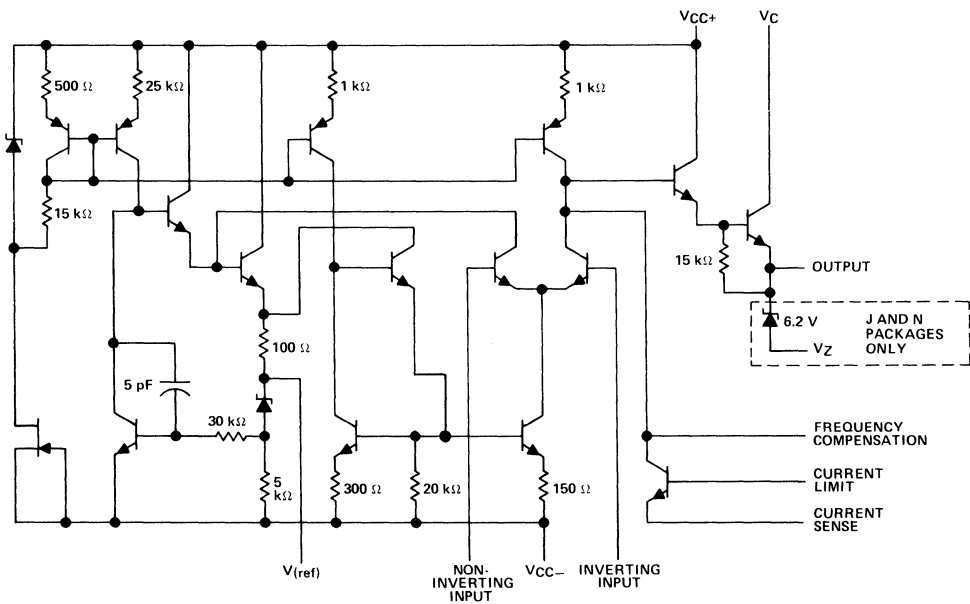 VCC+
VC
500 Ω
25 kΩ
1 kΩ
1 kΩ
15 kΩ
15 kΩ
OUTPUT
6.2 V
J AND N
PACKAGES
ONLY
VZ
100 Ω
5 pF
30 kΩ
FREQUENCY
COMPENSATION
5
kΩ
300 Ω
20 kΩ
150 Ω
CURRENT
LIMIT
CURRENT
SENSE
V(ref)
NON-
INVERTING
INPUT
VCC−
INVERTING
INPUT